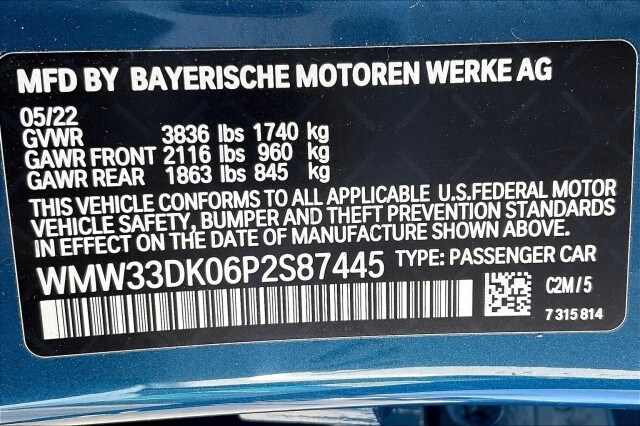 MFD BY BAYERISCHE MOTOREN WERKE AG
05/22
GVWR 3836 lbs 1740 kg
GAWR FRONT 2116 lbs 960 kg
GAWR REAR 1863 lbs 845 kg
THIS VEHICLE CONFORMS TO ALL APPLICABLE U.S.FEDERAL MOTOR
VEHICLE SAFETY, BUMPER AND THEFT PREVENTION STANDARDS
IN EFFECT ON THE DATE OF MANUFACTURE SHOWN ABOVE.
WMW33DK06P2S87445 TYPE: PASSENGER CAR
C2M/5
7 315 814